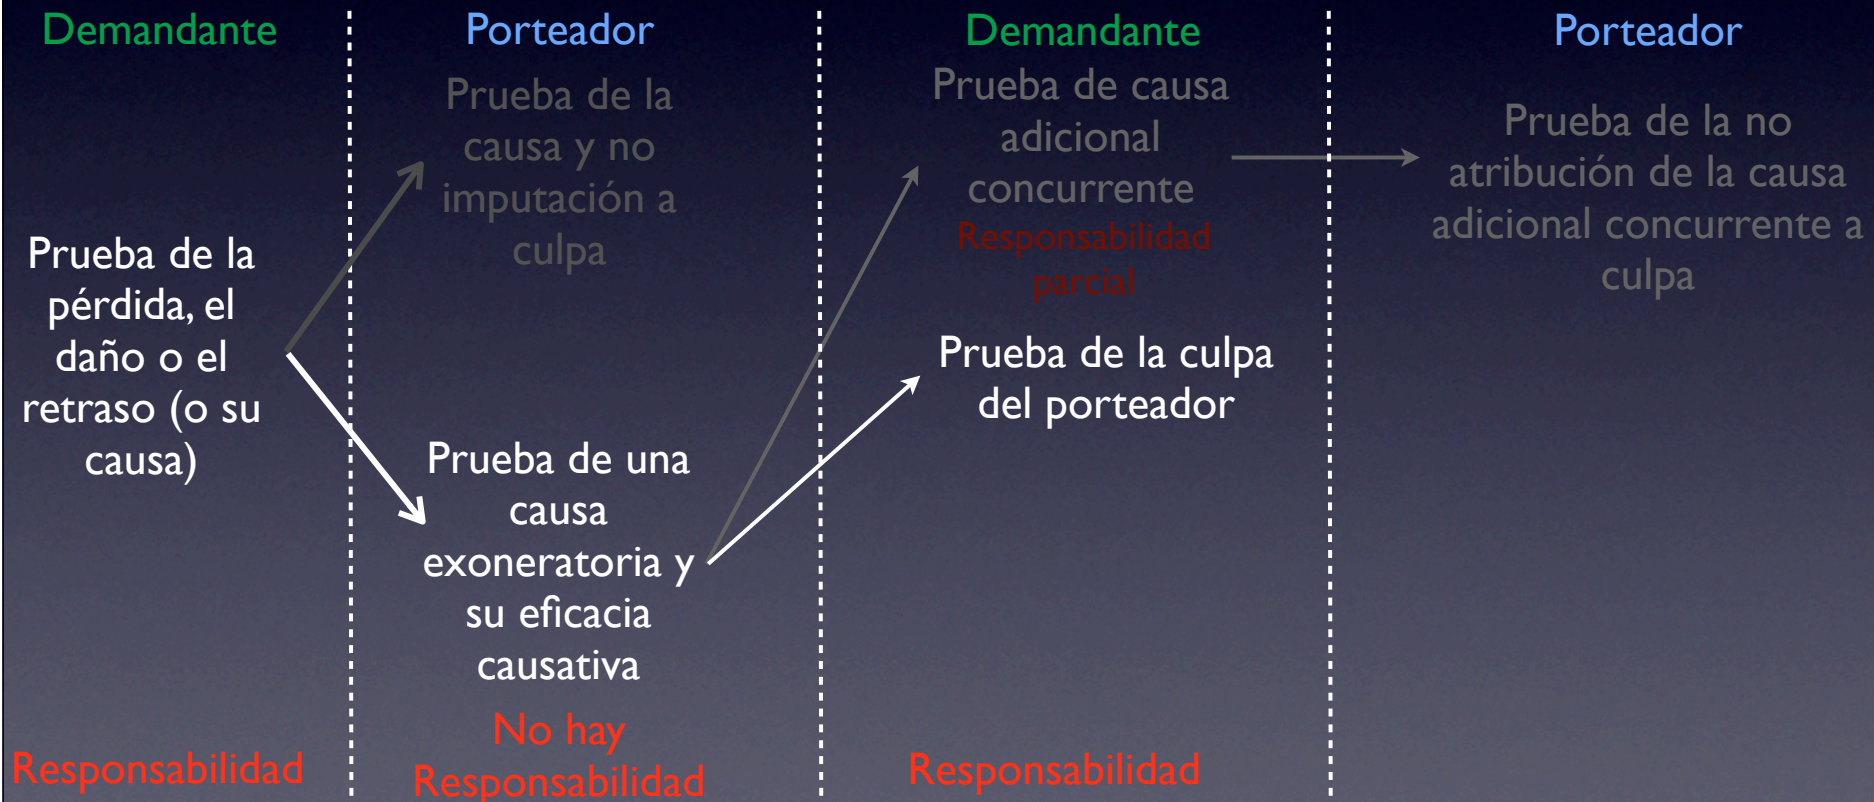 Demandante
Prueba de la
pérdida, el
daño o el
retraso (o su
causa)
Responsabilidad
Porteador
Prueba de la
causa y no
imputación a
culpa
Prueba de una
causa
exoneratoria y
su eficacia
causativa
No hay
Responsabilidad
Demandante
Prueba de causa
adicional
concurrente
Responsabilidad
parcial
Prueba de la culpa
del porteador
Responsabilidad
Porteador
Prueba de la no
atribución de la causa
adicional concurrente a
culpa